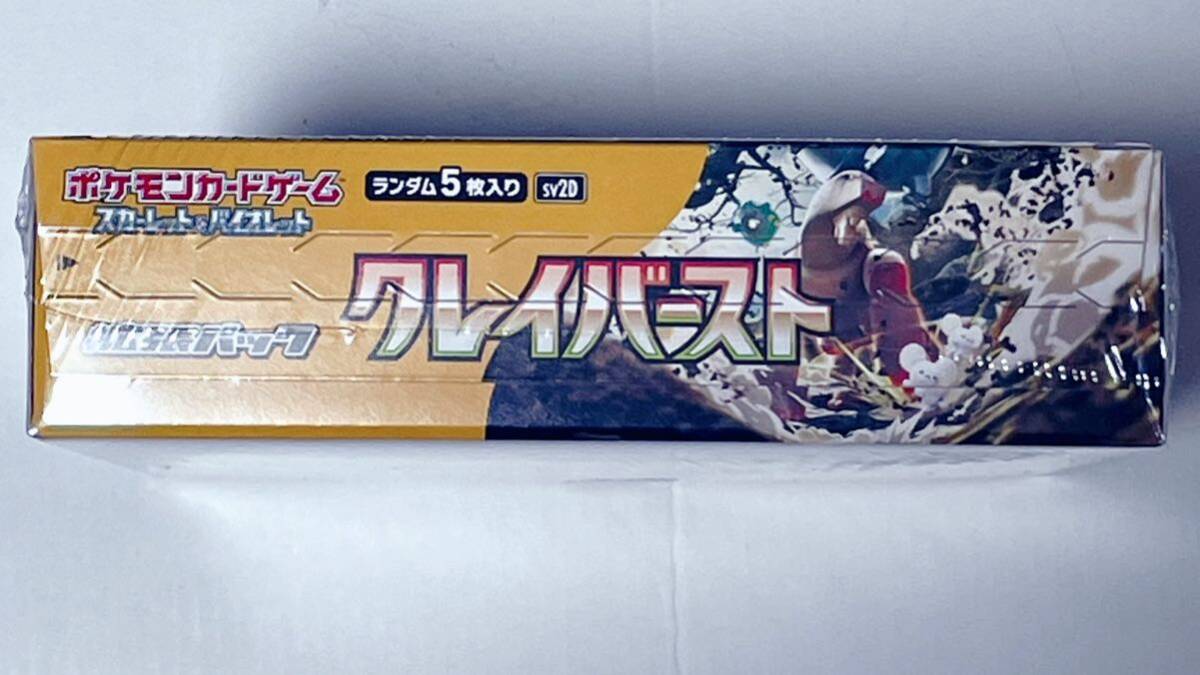 ポケモンカードゲーム
スカーレット&バイオレット
ランダム5枚入り SV2D
拡張パック
クレイバースト